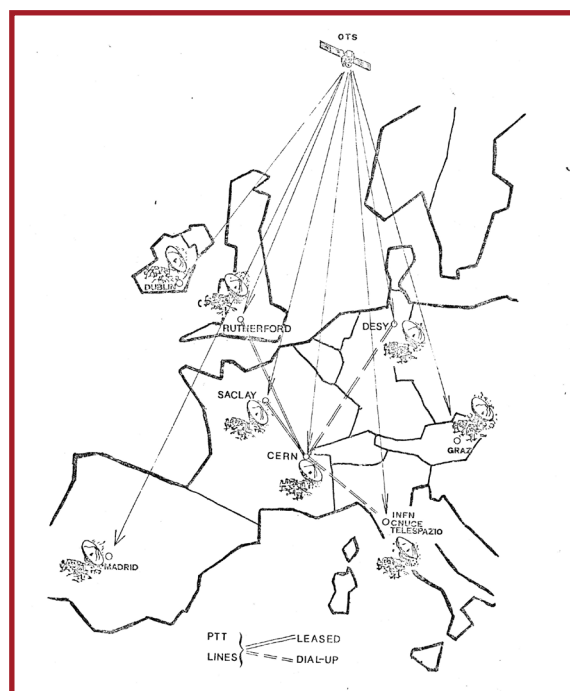 OTS
DUBLIN
RUTHERFORD
DESY
SACLAY
CERN
GRAZ
INFN
CNUCE
TELESPAZIO
MADRID
PTT
LEASED
LINES
DIAL-UP